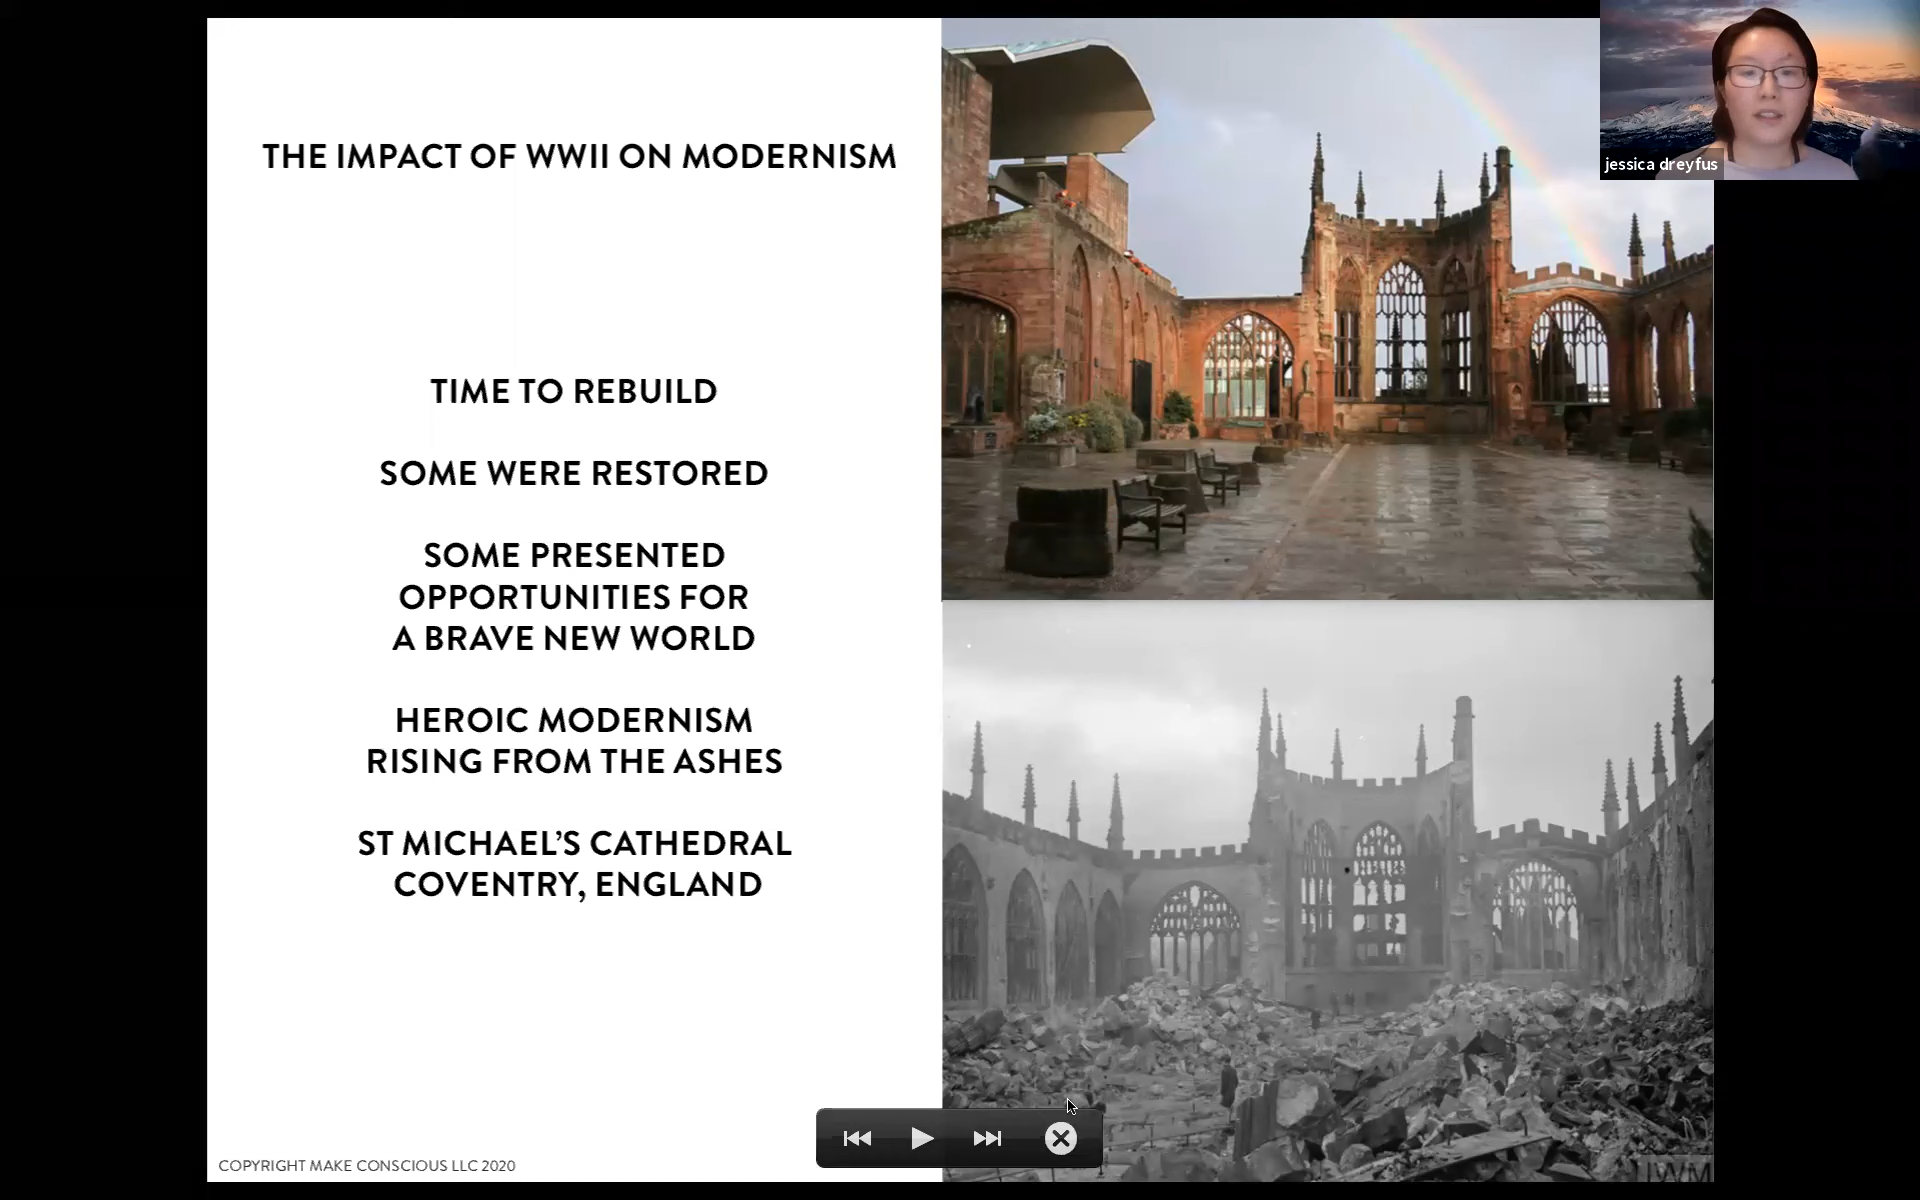 THE IMPACT OF WWII ON MODERNISM
TIME TO REBUILD
SOME WERE RESTORED
SOME PRESENTED
OPPORTUNITIES FOR
A BRAVE NEW WORLD
HEROIC MODERNISM
RISING FROM THE ASHES
ST MICHAEL’S CATHEDRAL
COVENTRY, ENGLAND
COPYRIGHT MAKE CONSCIOUS LLC 2020
jessica dreyfus
IWM